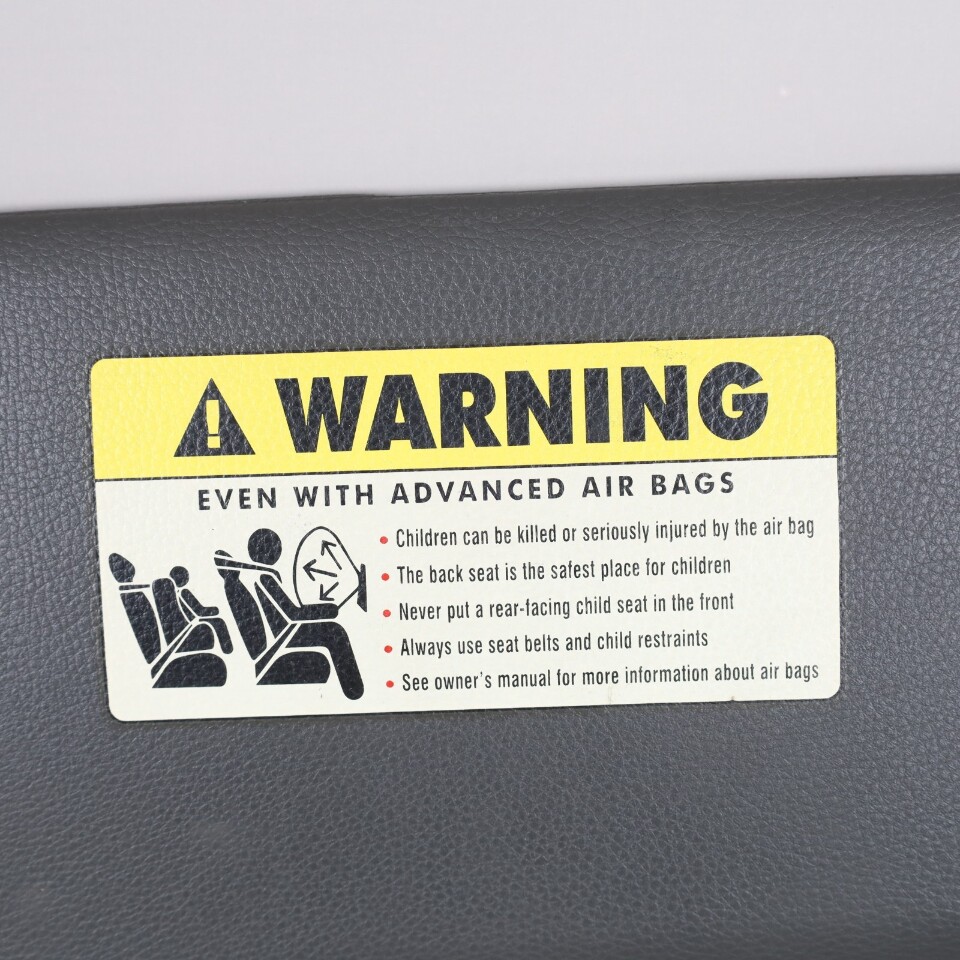 WARNING
EVEN WITH ADVANCED AIR BAGS
• Children can be killed or seriously injured by the air bag
• The back seat is the safest place for children
• Never put a rear-facing child seat in the front
• Always use seat belts and child restraints
• See owner's manual for more information about air bags